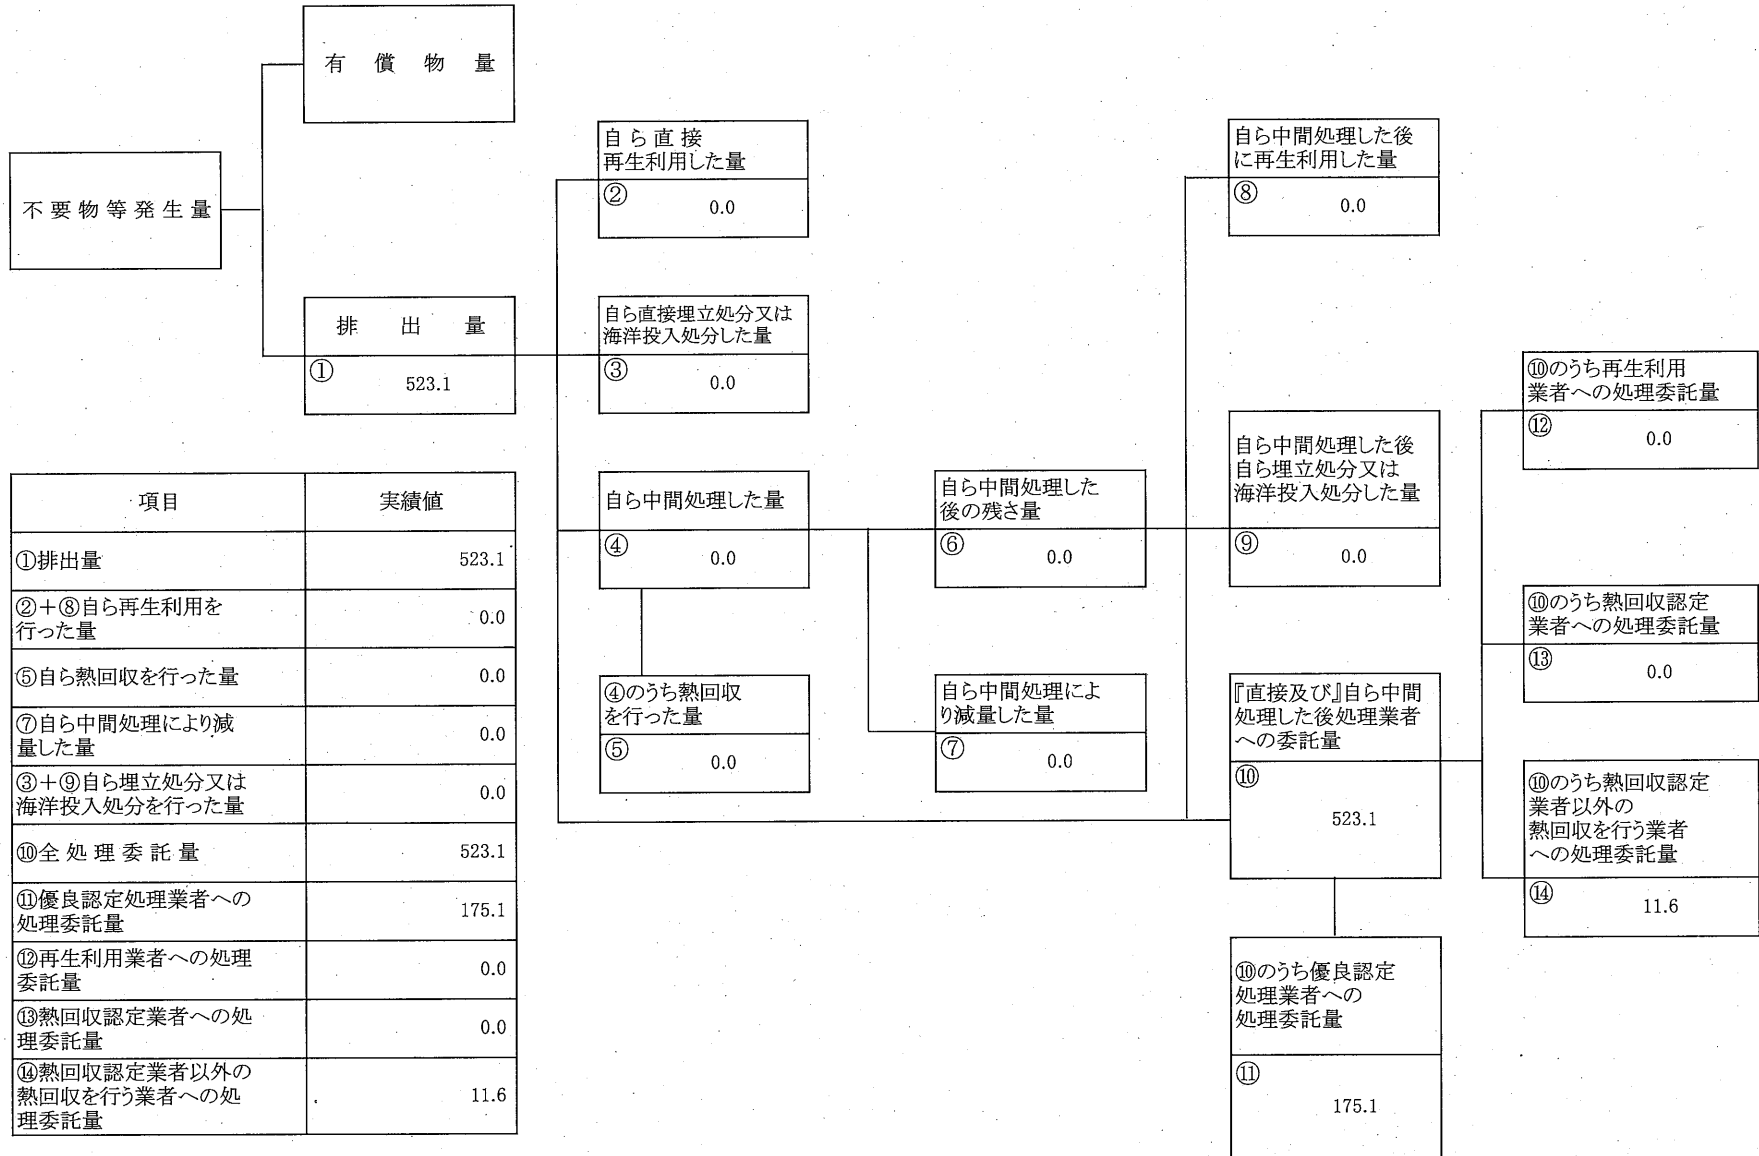 有償物量
不要物等発生量
排出量
①
523.1
自ら直接
再生利用した量
②
0.0
自ら直接埋立処分又は
海洋投入処分した量
③
0.0
自ら中間処理した量
④
0.0
④のうち熱回収
を行った量
⑤
0.0
自ら中間処理した
後の残さ量
⑥
0.0
自ら中間処理によ
り減量した量
⑦
0.0
自ら中間処理した後
に再生利用した量
⑧
0.0
自ら中間処理した後
自ら埋立処分又は
海洋投入処分した量
⑨
0.0
『直接及び』自ら中間
処理した後処理業者
への委託量
⑩
523.1
⑩のうち優良認定
処理業者への
処理委託量
⑪
175.1
⑩のうち再生利用
業者への処理委託量
⑫
0.0
⑩のうち熱回収認定
業者への処理委託量
⑬
0.0
⑩のうち熱回収認定
業者以外の
熱回収を行う業者
への処理委託量
⑭
11.6
項目 実績値
①排出量 523.1
②+⑧自ら再生利用を
行った量 0.0
⑤自ら熱回収を行った量 0.0
⑦自ら中間処理により減
量した量 0.0
③+⑨自ら埋立処分又は
海洋投入処分を行った量 0.0
⑩全処理委託量 523.1
⑪優良認定処理業者への
処理委託量 175.1
⑫再生利用業者への処理
委託量 0.0
⑬熱回収認定業者への処
理委託量 0.0
⑭熱回収認定業者以外の
熱回収を行う業者への処
理委託量 11.6